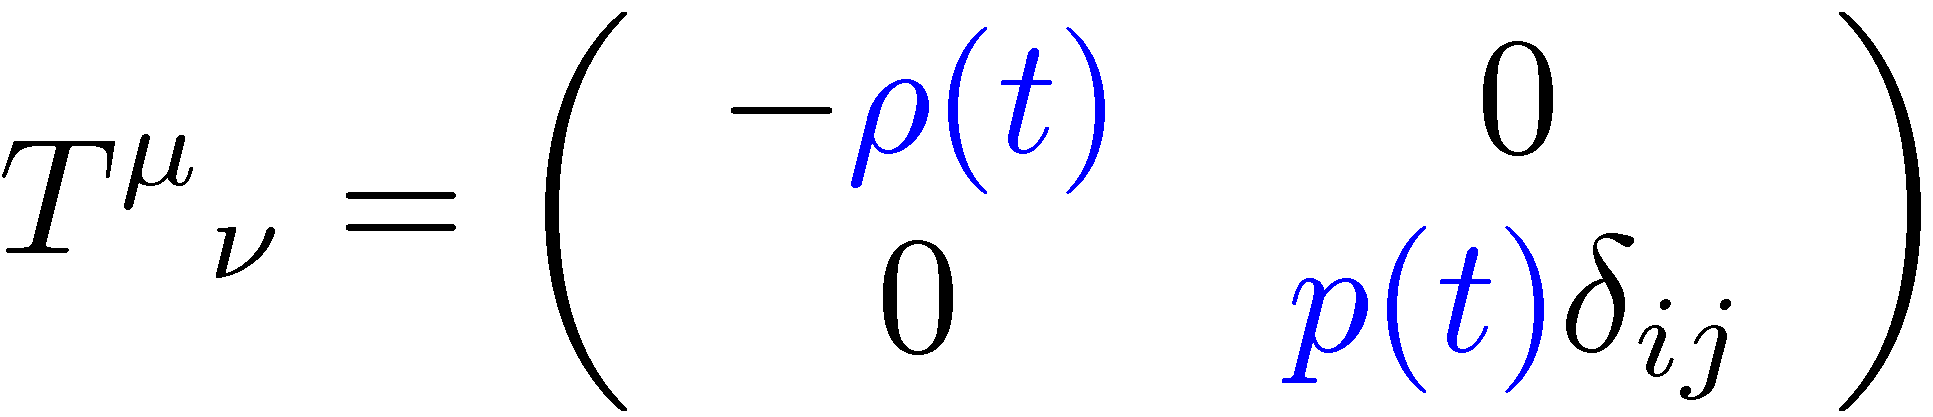 T^μ_ν = ( −ρ(t) 0
0 p(t)δ_ij )